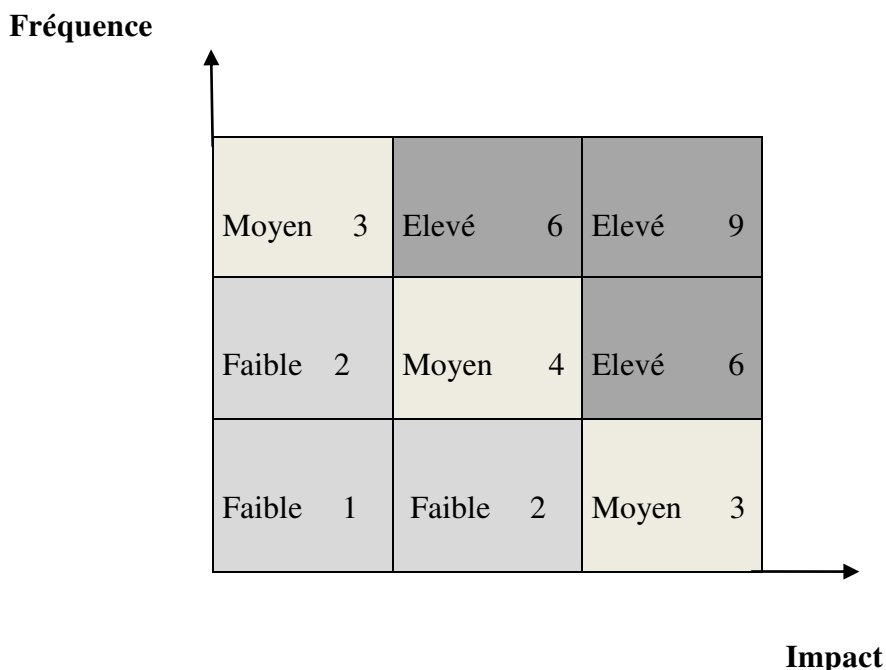 Fréquence
Moyen 3 Elevé 6 Elevé 9
Faible 2 Moyen 4 Elevé 6
Faible 1 Faible 2 Moyen 3
Impact